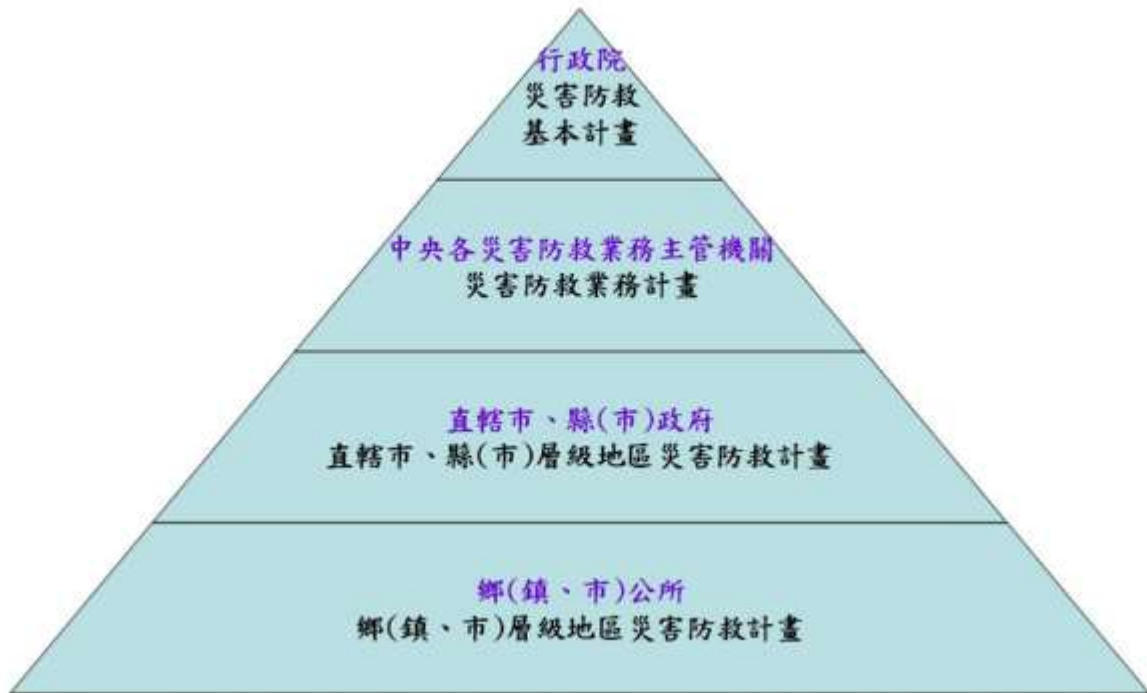 行政院
災害防救
基本計畫
中央各災害防救業務主管機關
災害防救業務計畫
直轄市、縣(市)政府
直轄市、縣(市)層級地區災害防救計畫
鄉(鎮、市)公所
鄉(鎮、市)層級地區災害防救計畫